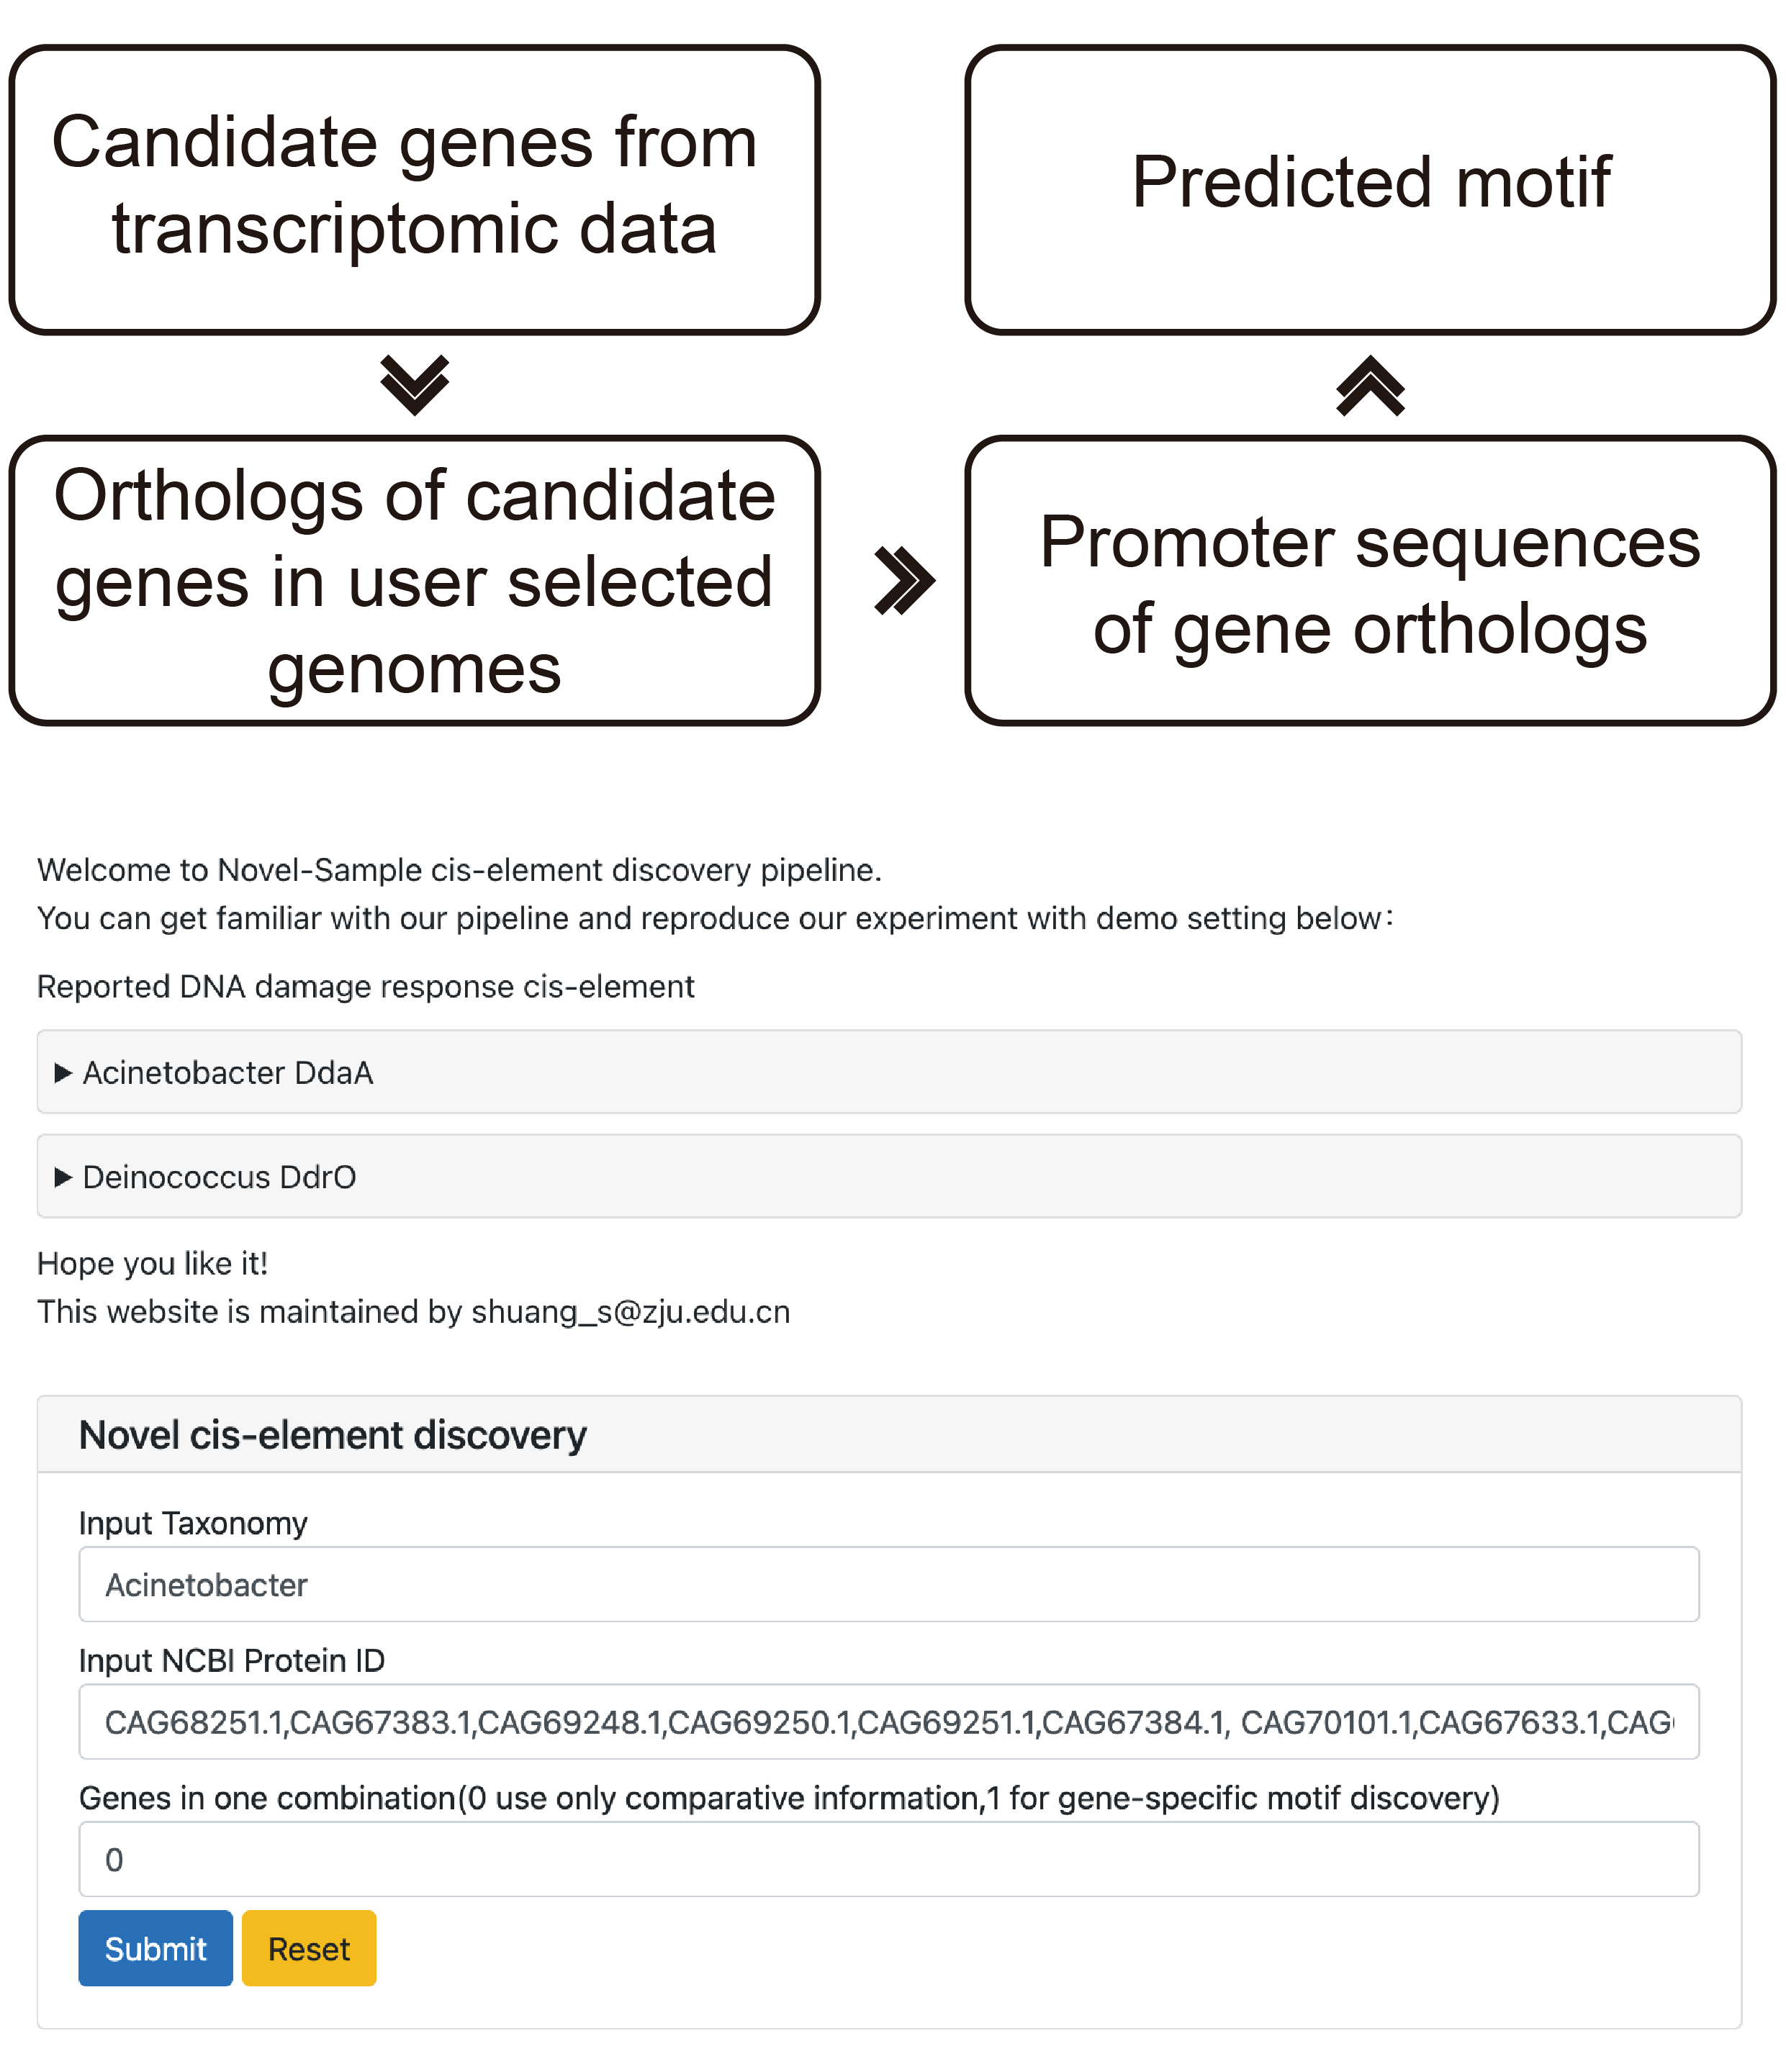 Candidate genes from
transcriptomic data
Orthologs of candidate
genes in user selected
genomes
Promoter sequences
of gene orthologs
Predicted motif
Welcome to Novel-Sample cis-element discovery pipeline.
You can get familiar with our pipeline and reproduce our experiment with demo setting below:
Reported DNA damage response cis-element
Acinetobacter DdaA
Deinococcus DdrO
Hope you like it!
This website is maintained by shuang_s@zju.edu.cn
Novel cis-element discovery
Input Taxonomy
Acinetobacter
Input NCBI Protein ID
CAG68251.1,CAG67383.1,CAG69248.1,CAG69250.1,CAG69251.1,CAG67384.1, CAG70101.1,CAG67633.1,CAG
Genes in one combination(0 use only comparative information,1 for gene-specific motif discovery)
0
Submit Reset